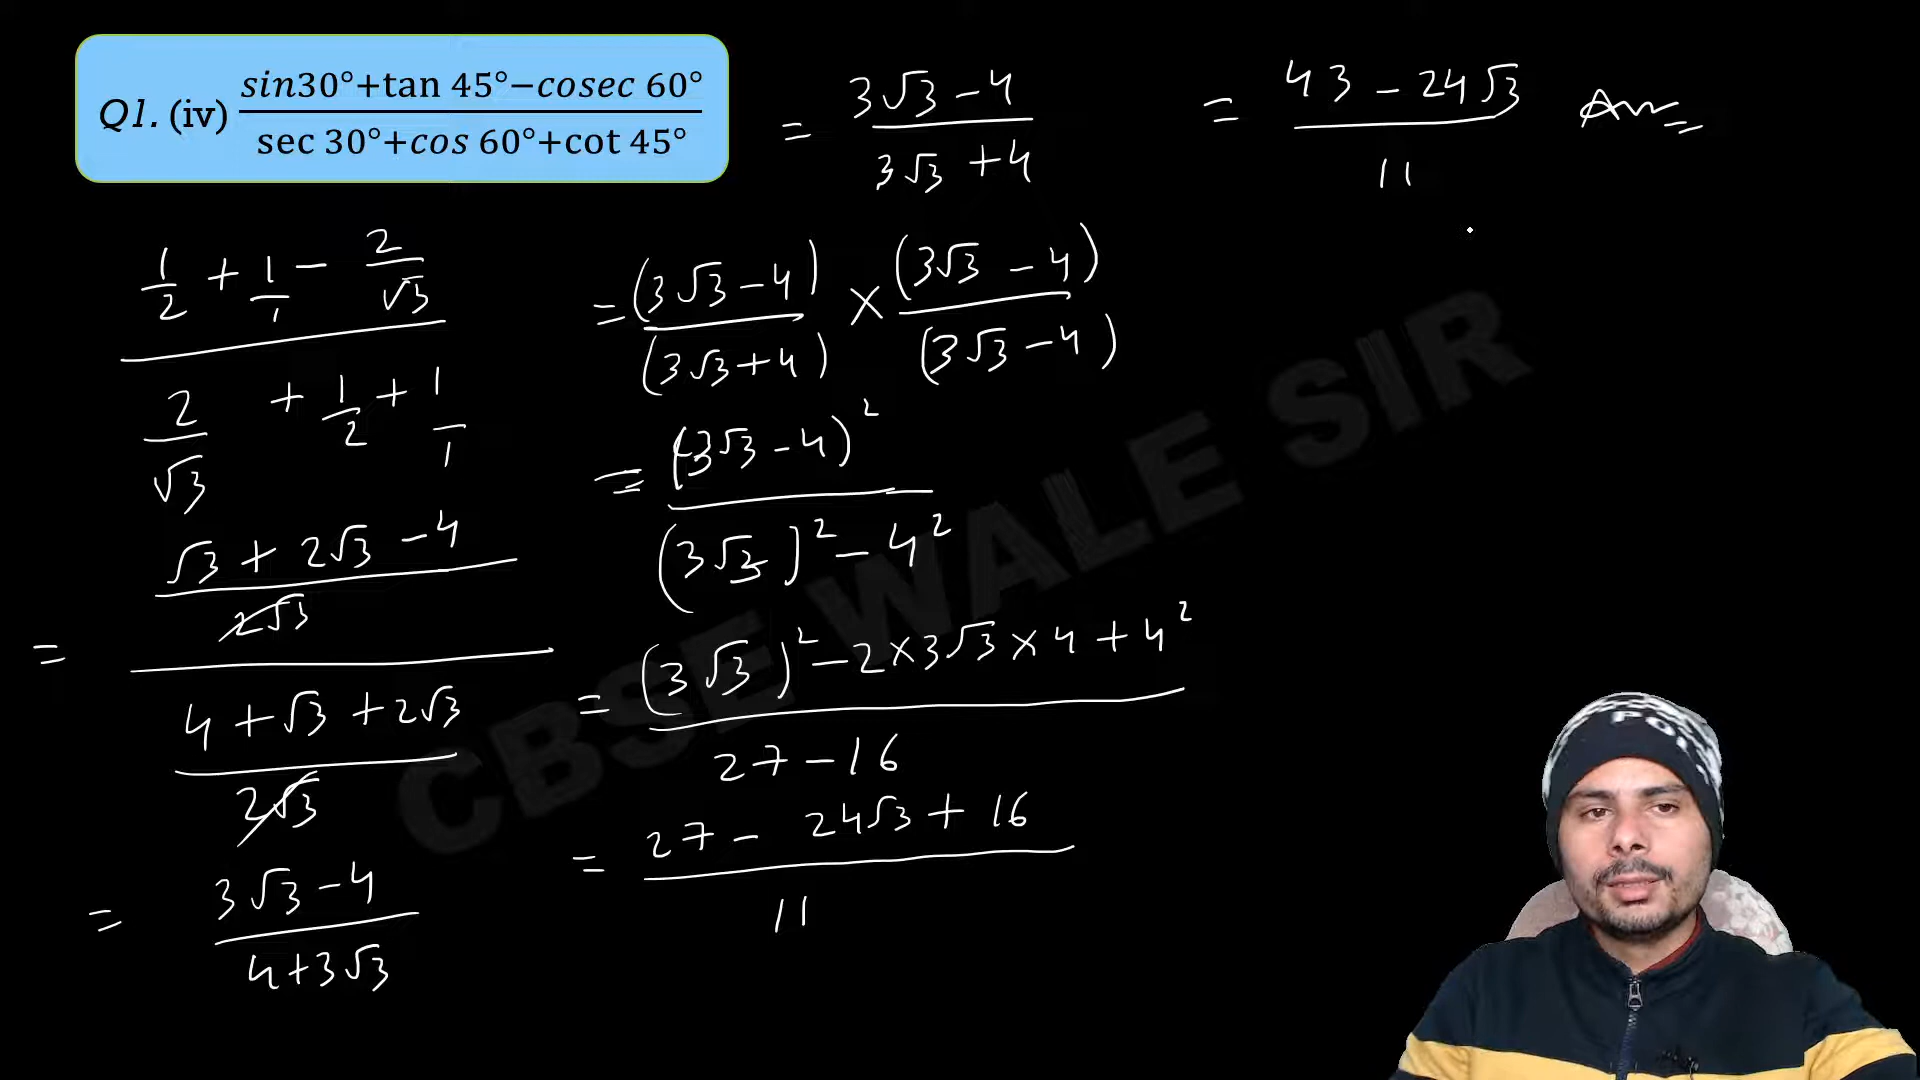 Q1. (iv) sin30°+tan 45°−cosec 60°
sec 30°+cos 60°+cot 45°
1/2 + 1/1 − 2/√3
2/√3 + 1/2 + 1/1
= √3 + 2√3 − 4
2√3
4 + √3 + 2√3
2√3
= 3√3 − 4
4+3√3
= 3√3 − 4
3√3 + 4
= (3√3 − 4) × (3√3 − 4)
(3√3 + 4) (3√3 − 4)
= (3√3 − 4)²
(3√3)² − 4²
= (3√3)² − 2×3√3×4 + 4²
27 − 16
= 27 − 24√3 + 16
11
= 43 − 24√3 Ans
11
CBSE WALE SIR
POL